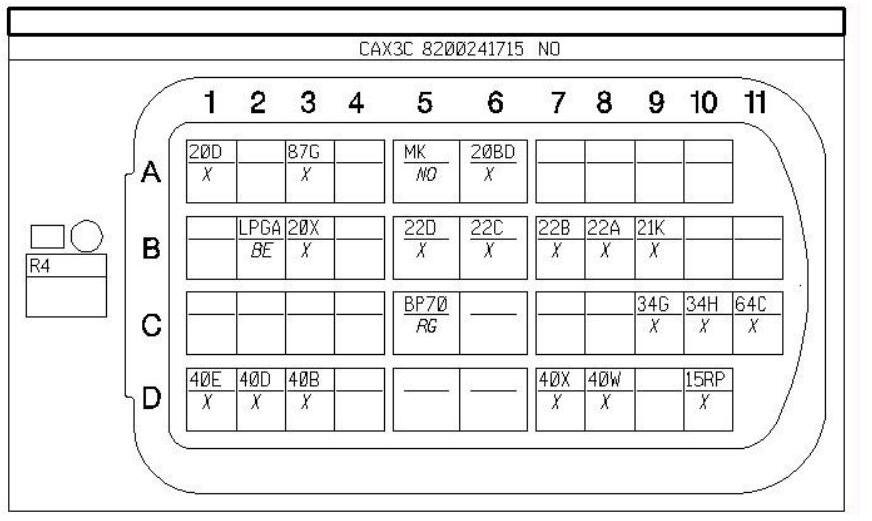 CAX3C 8200241715 NO
1 2 3 4 5 6 7 8 9 10 11
A
20D 87G MK 20BD
X X NO X
B
LPGA 20X 22D 22C 22B 22A 21K
BE X X X X X X
R4
C
BP70 34G 34H 64C
RG X X X
D
40E 40D 40B 40X 40W 15RP
X X X X X X